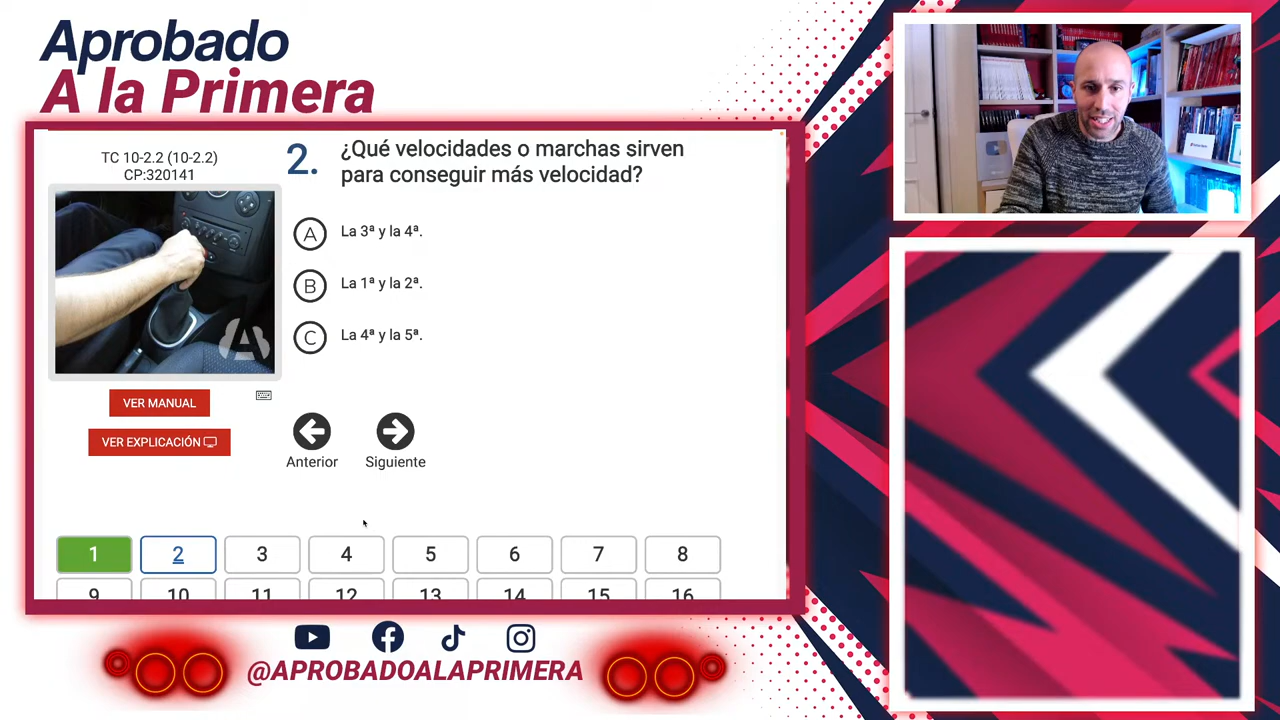 Aprobado
A la Primera
TC 10-2.2 (10-2.2)
CP:320141
2.
¿Qué velocidades o marchas sirven
para conseguir más velocidad?
A
La 3ª y la 4ª.
B
La 1ª y la 2ª.
C
La 4ª y la 5ª.
VER MANUAL
VER EXPLICACIÓN
Anterior
Siguiente
1 2 3 4 5 6 7 8
9 10 11 12 13 14 15 16
@APROBADOALAPRIMERA